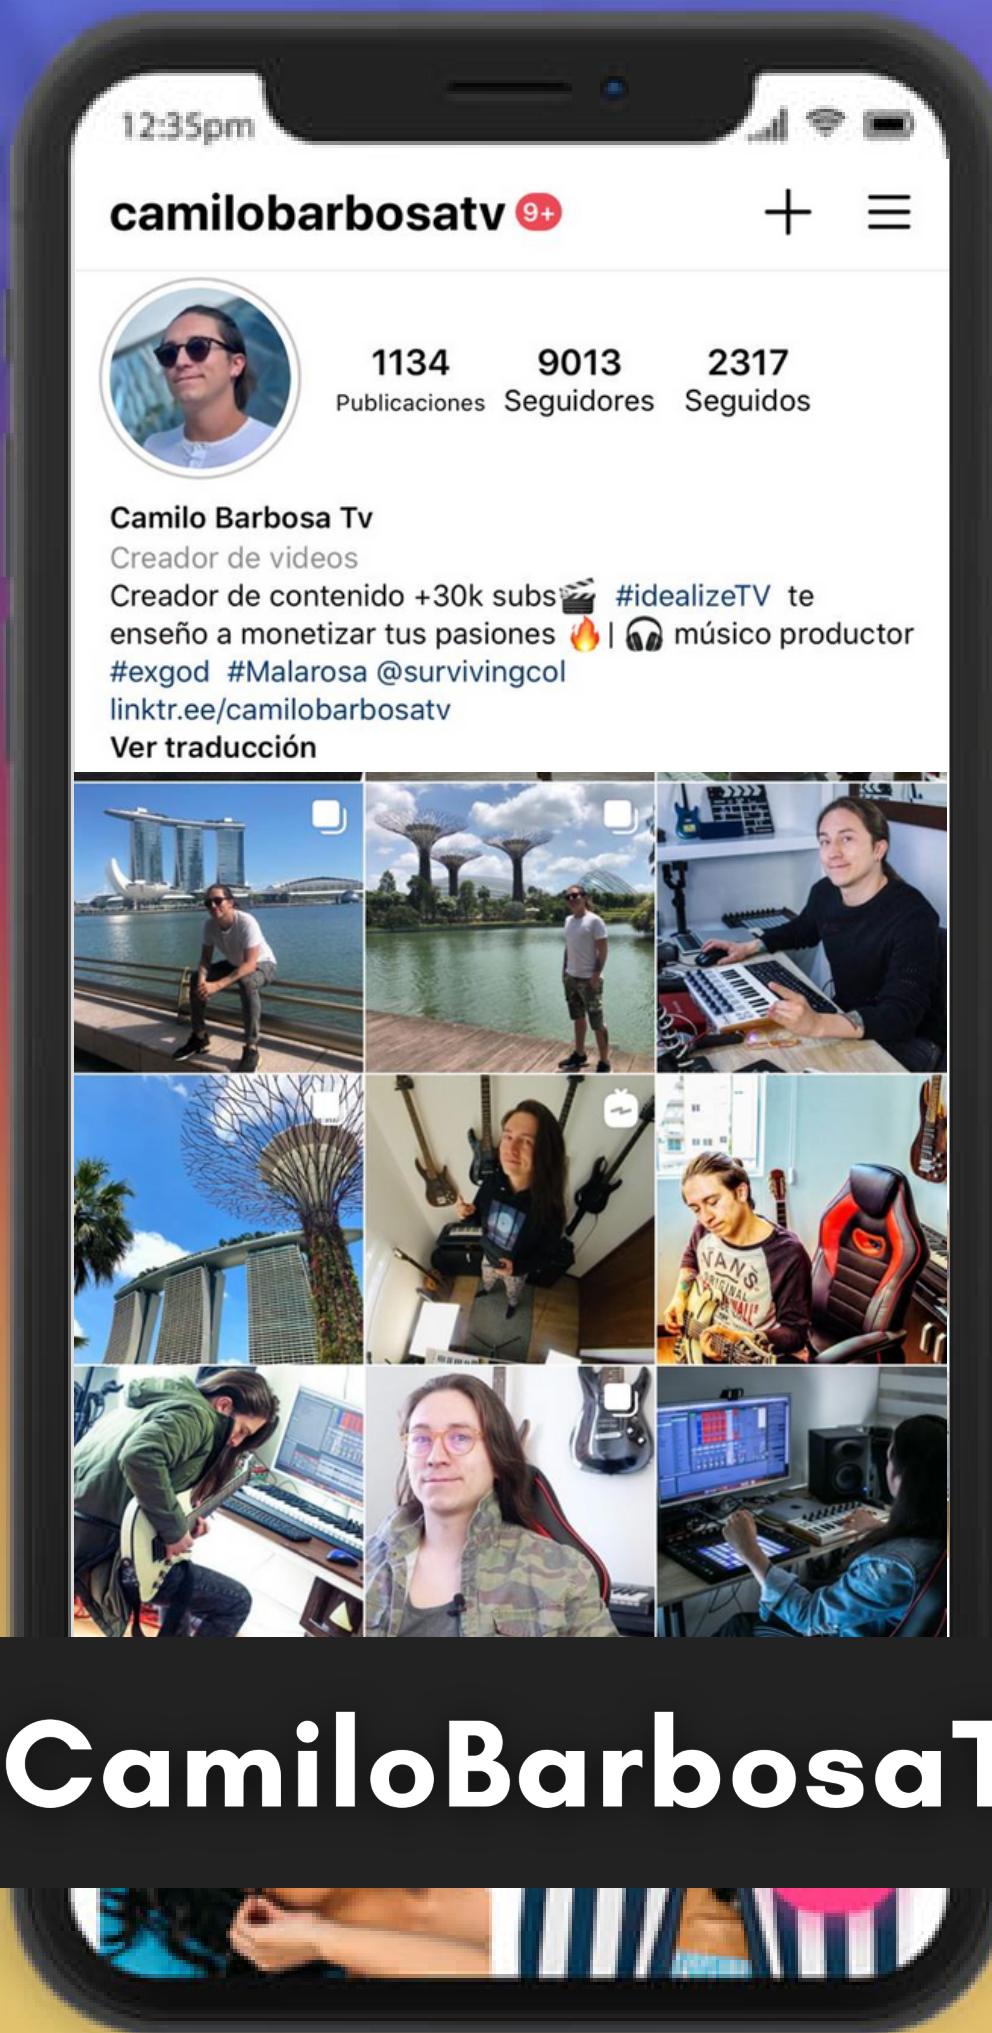 12:35pm
camilobarbosatv 9+
1134 9013 2317
Publicaciones Seguidores Seguidos
Camilo Barbosa Tv
Creador de videos
Creador de contenido +30k subs🎬 #idealizeTV te
enseño a monetizar tus pasiones 🔥| 🎧 músico productor
#exgod #Malarosa @survivingcol
linktr.ee/camilobarbosatv
Ver traducción
VANS
ORIGINAL
CamiloBarbosaT